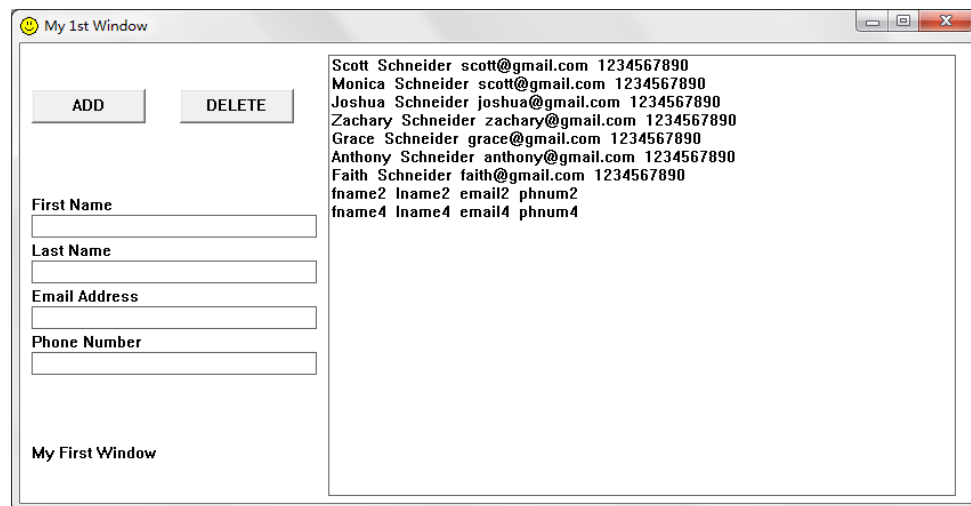 My 1st Window
ADD
DELETE
First Name
Last Name
Email Address
Phone Number
My First Window
Scott Schneider scott@gmail.com 1234567890
Monica Schneider scott@gmail.com 1234567890
Joshua Schneider joshua@gmail.com 1234567890
Zachary Schneider zachary@gmail.com 1234567890
Grace Schneider grace@gmail.com 1234567890
Anthony Schneider anthony@gmail.com 1234567890
Faith Schneider faith@gmail.com 1234567890
fname2 lname2 email2 phnum2
fname4 lname4 email4 phnum4